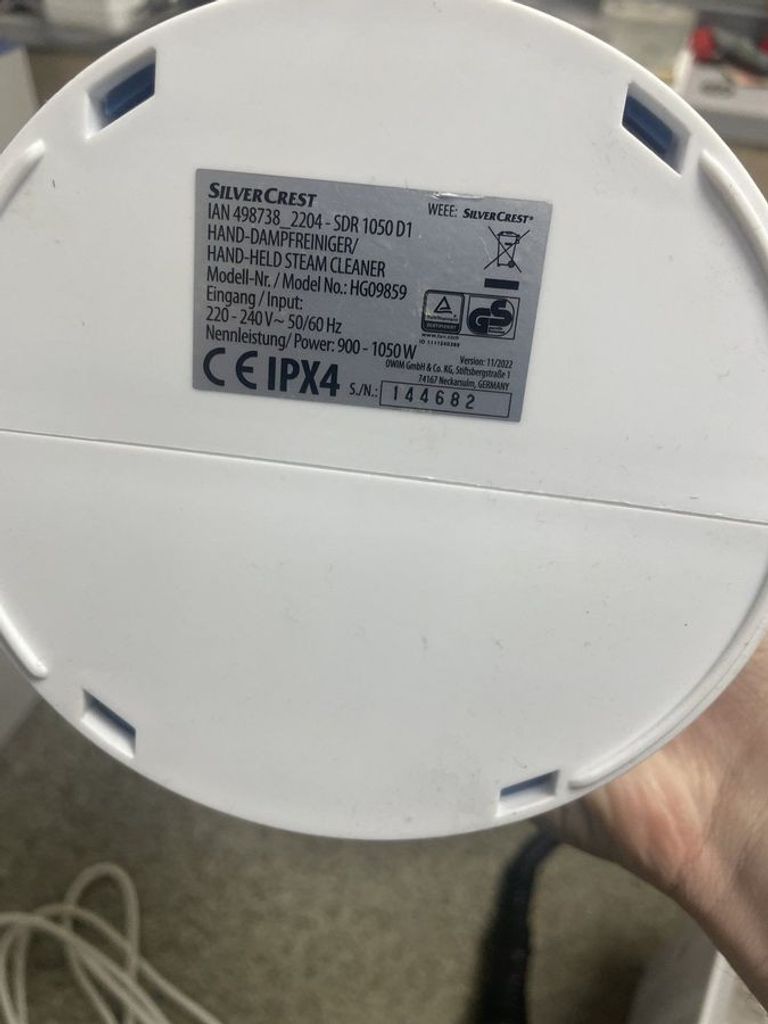 SILVERCREST
WEEE: SILVERCREST®
IAN 498738_2204 - SDR 1050 D1
HAND-DAMPFREINIGER/
HAND-HELD STEAM CLEANER
Modell-Nr. / Model No.: HG09859
Eingang / Input:
220 - 240 V~ 50/60 Hz
Nennleistung/ Power: 900 - 1050 W
CE IPX4
GS
Version: 11/2022
OWIM GmbH & Co. KG, Stiftsbergstraße 1
74167 Neckarsulm, GERMANY
S./N.: 144682